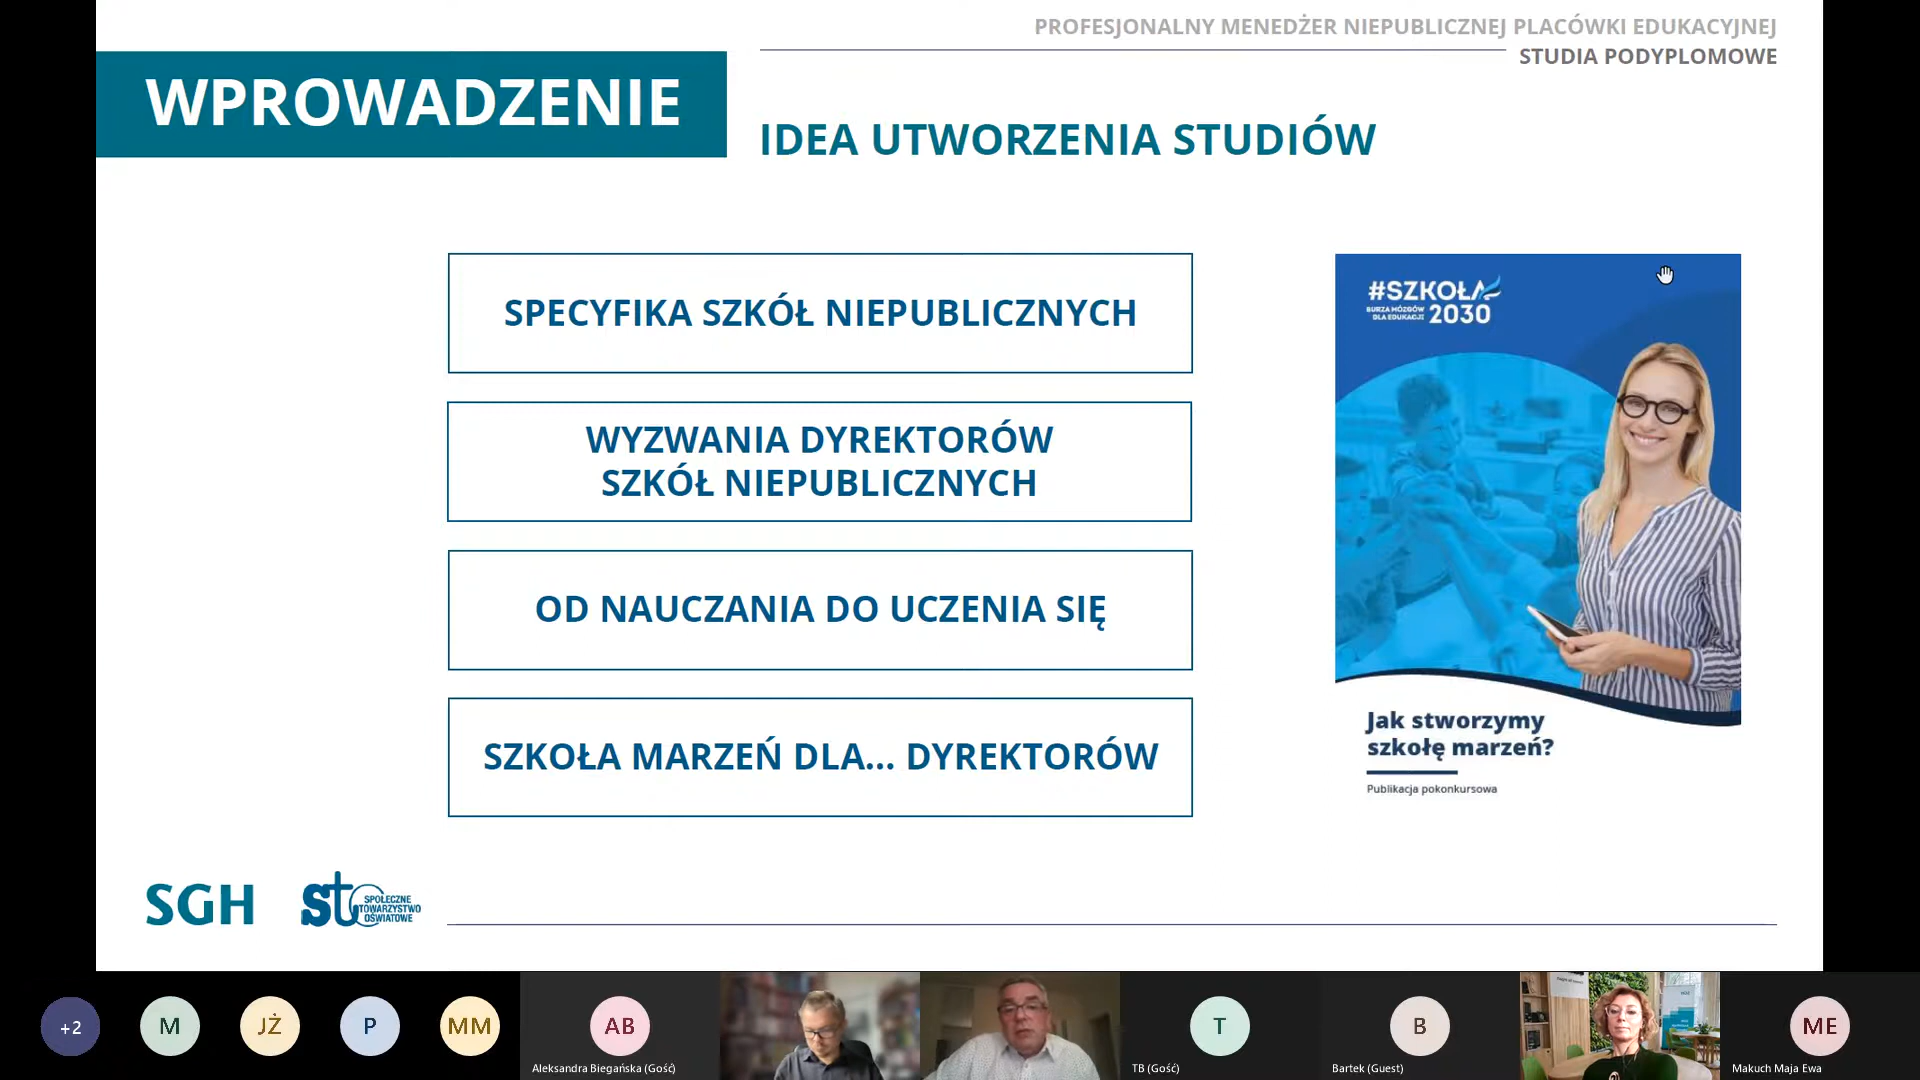 PROFESJONALNY MENEDŻER NIEPUBLICZNEJ PLACÓWKI EDUKACYJNEJ
STUDIA PODYPLOMOWE
WPROWADZENIE
IDEA UTWORZENIA STUDIÓW
SPECYFIKA SZKÓŁ NIEPUBLICZNYCH
WYZWANIA DYREKTORÓW
SZKÓŁ NIEPUBLICZNYCH
OD NAUCZANIA DO UCZENIA SIĘ
SZKOŁA MARZEŃ DLA... DYREKTORÓW
#SZKOŁA
BURZA MÓZGÓW
DLA EDUKACJI
2030
Jak stworzymy
szkołę marzeń?
Publikacja pokonkursowa
SGH
sto
SPOŁECZNE
TOWARZYSTWO
OŚWIATOWE
+2
M
JŻ
P
MM
AB
Aleksandra Biegańska (Gość)
T
TB (Gość)
B
Bartek (Guest)
ME
Makuch Maja Ewa